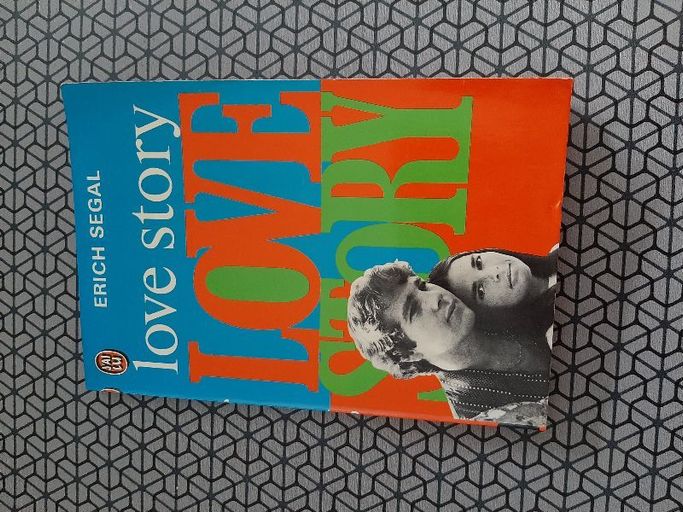 ERICH SEGAL
J'AI
LU
love story
LOVE
STORY